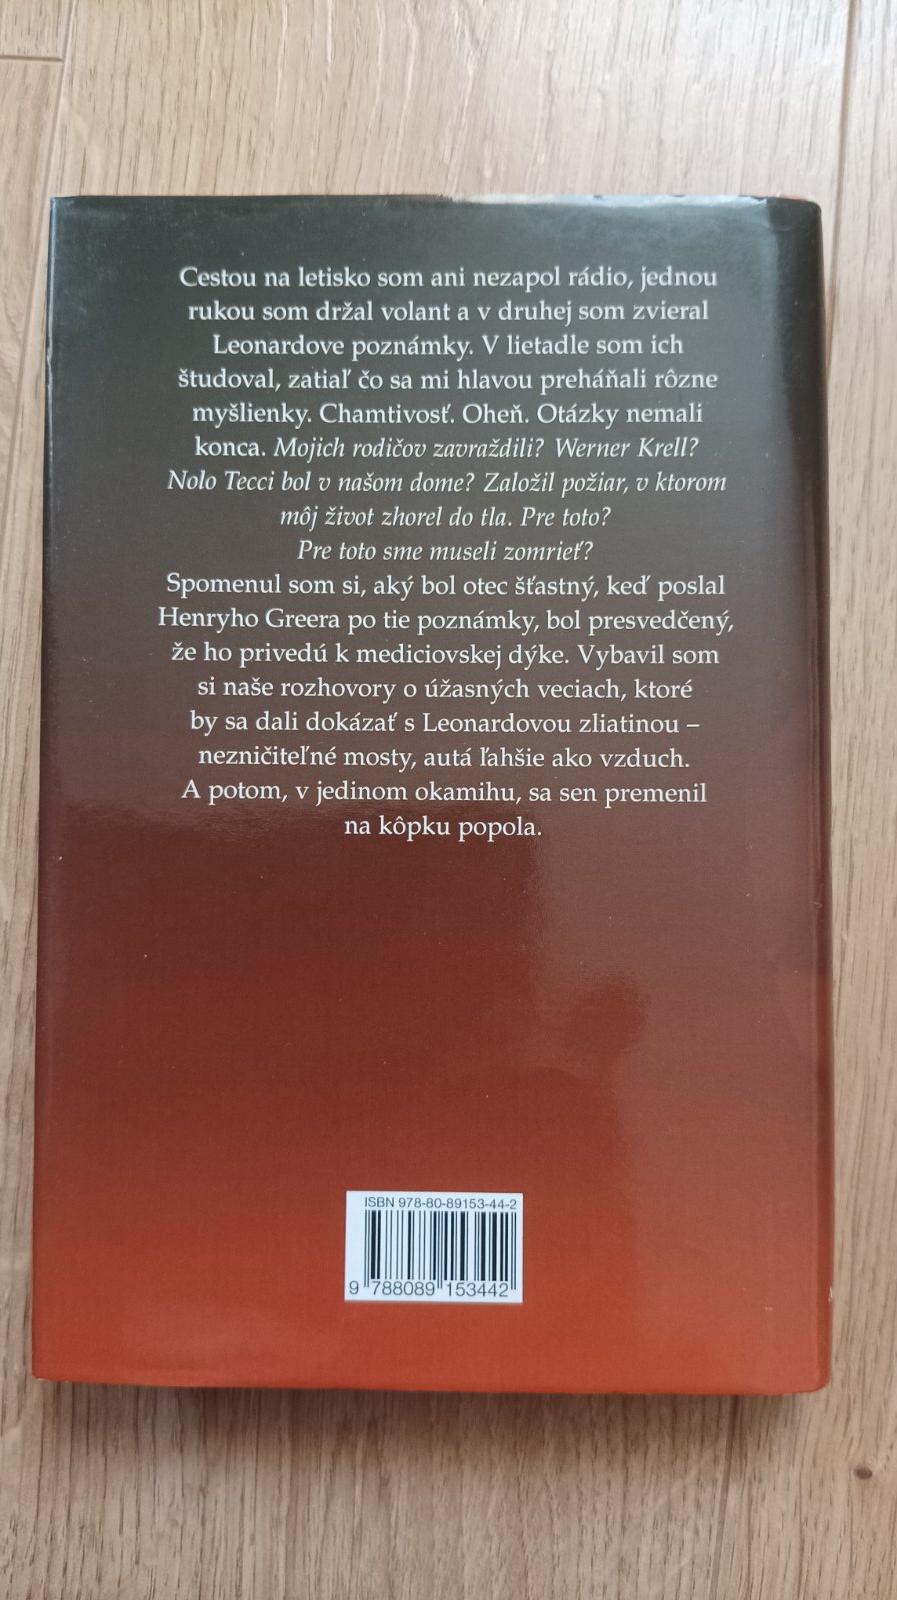 Cestou na letisko som ani nezapol rádio, jednou
rukou som držal volant a v druhej som zvieral
Leonardove poznámky. V lietadle som ich
študoval, zatiaľ čo sa mi hlavou preháňali rôzne
myšlienky. Chamtivosť. Oheň. Otázky nemali
konca. Mojich rodičov zavraždili? Werner Krell?
Nolo Tecci bol v našom dome? Založil požiar, v ktorom
môj život zhorel do tla. Pre toto?
Pre toto sme museli zomrieť?
Spomenul som si, aký bol otec šťastný, keď poslal
Henryho Greera po tie poznámky, bol presvedčený,
že ho privedú k mediciovskej dýke. Vybavil som
si naše rozhovory o úžasných veciach, ktoré
by sa dali dokázať s Leonardovou zliatinou –
nezničiteľné mosty, autá ľahšie ako vzduch.
A potom, v jedinom okamihu, sa sen premenil
na kôpku popola.
ISBN 978-80-89153-44-2
9 788089 153442